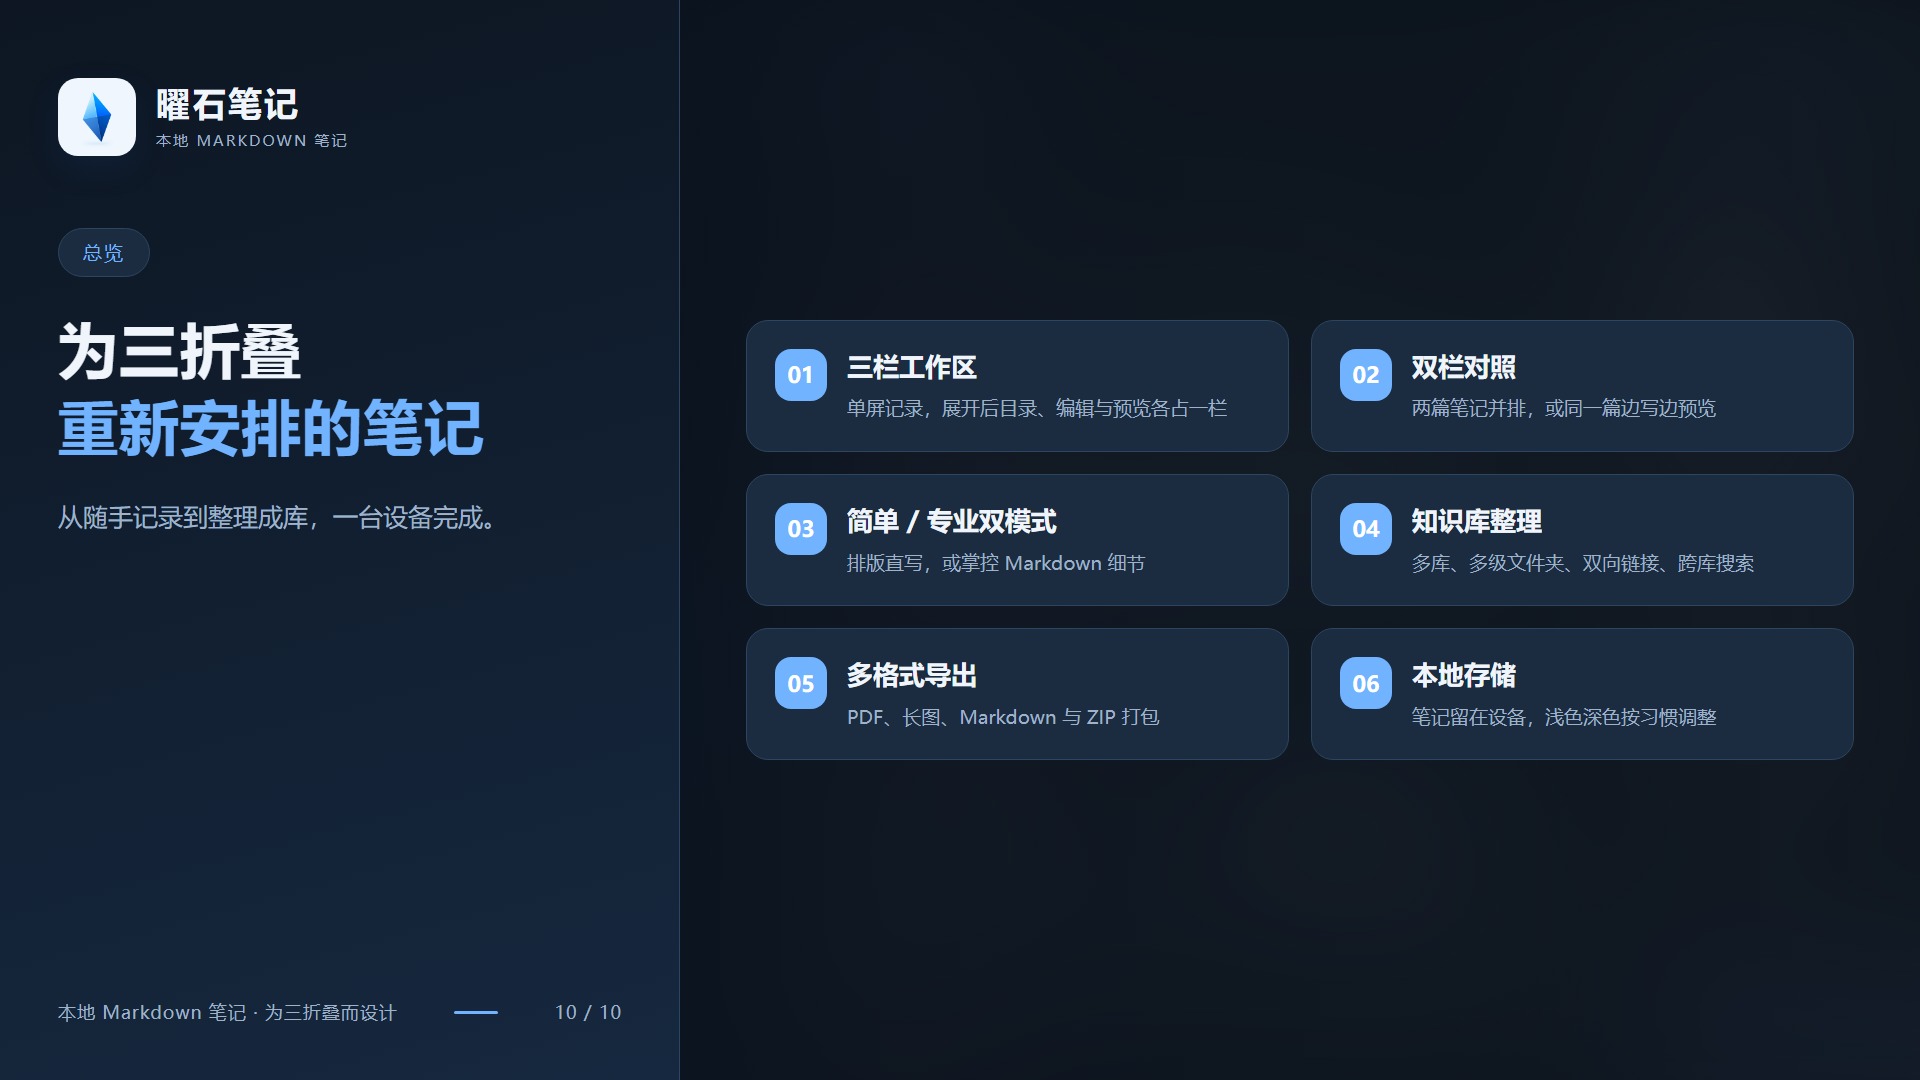 曜石笔记
本地 MARKDOWN 笔记
总览
为三折叠
重新安排的笔记
从随手记录到整理成库，一台设备完成。
本地 Markdown 笔记 · 为三折叠而设计
10 / 10
01
三栏工作区
单屏记录，展开后目录、编辑与预览各占一栏
02
双栏对照
两篇笔记并排，或同一篇边写边预览
03
简单 / 专业双模式
排版直写，或掌控 Markdown 细节
04
知识库整理
多库、多级文件夹、双向链接、跨库搜索
05
多格式导出
PDF、长图、Markdown 与 ZIP 打包
06
本地存储
笔记留在设备，浅色深色按习惯调整